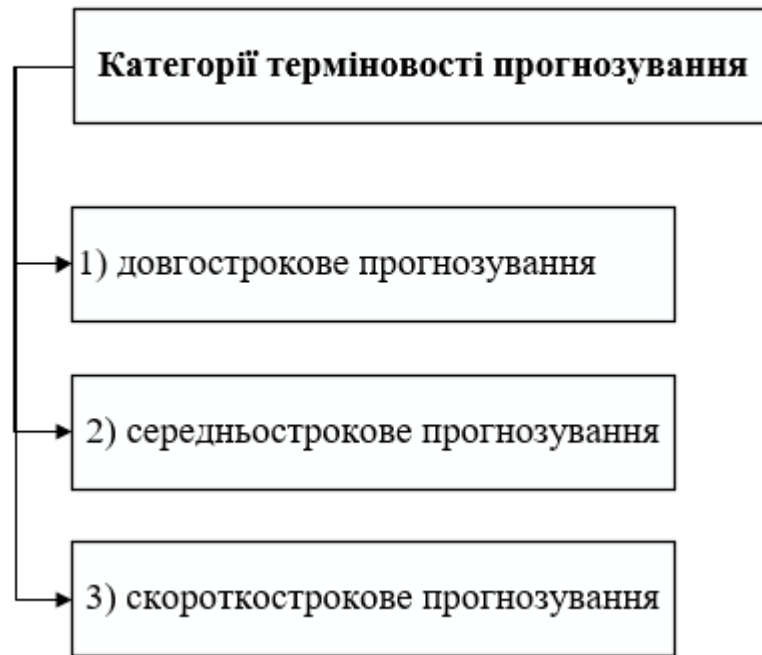 Категорії терміновості прогнозування
1) довгострокове прогнозування
2) середньострокове прогнозування
3) скороткострокове прогнозування